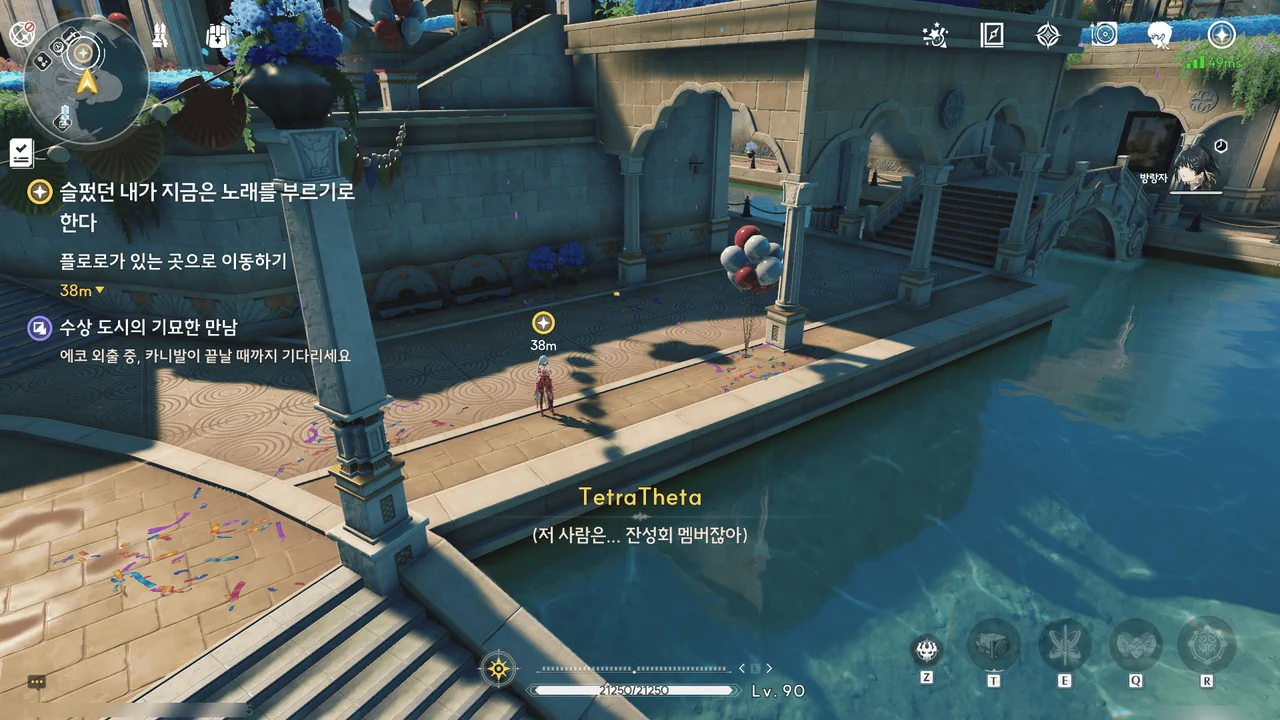 49ms
방랑자
슬펐던 내가 지금은 노래를 부르기로
한다
플로로가 있는 곳으로 이동하기
38m
수상 도시의 기묘한 만남
에코 외출 중, 카니발이 끝날 때까지 기다리세요
38m
TetraTheta
(저 사람은... 잔성회 멤버잖아)
21250/21250
Lv. 90
Z
T
E
Q
R